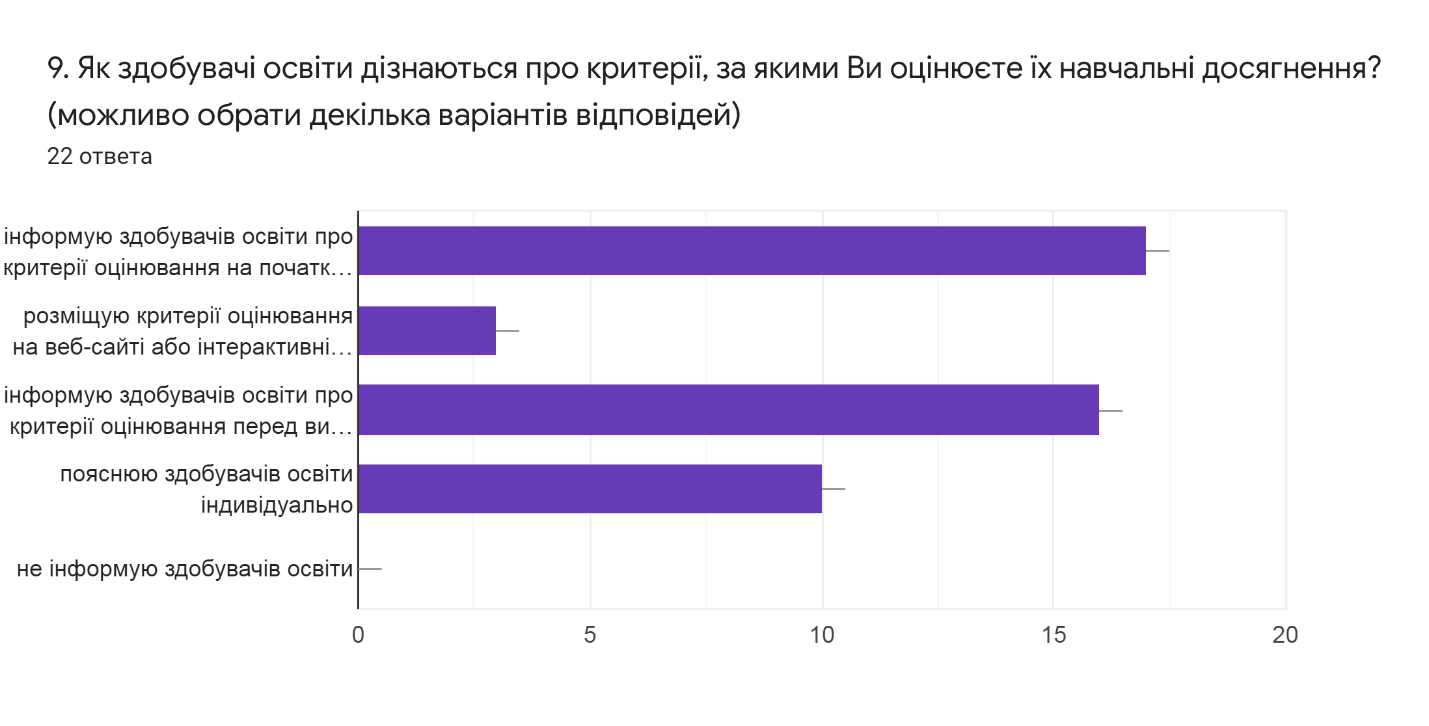 9. Як здобувачі освіти дізнаються про критерії, за якими Ви оцінюєте їх навчальні досягнення?
(можливо обрати декілька варіантів відповідей)
22 ответа
інформую здобувачів освіти про
критерії оцінювання на початк…
розміщую критерії оцінювання
на веб-сайті або інтерактивні…
інформую здобувачів освіти про
критерії оцінювання перед ви…
пояснюю здобувачів освіти
індивідуально
не інформую здобувачів освіти
0 5 10 15 20